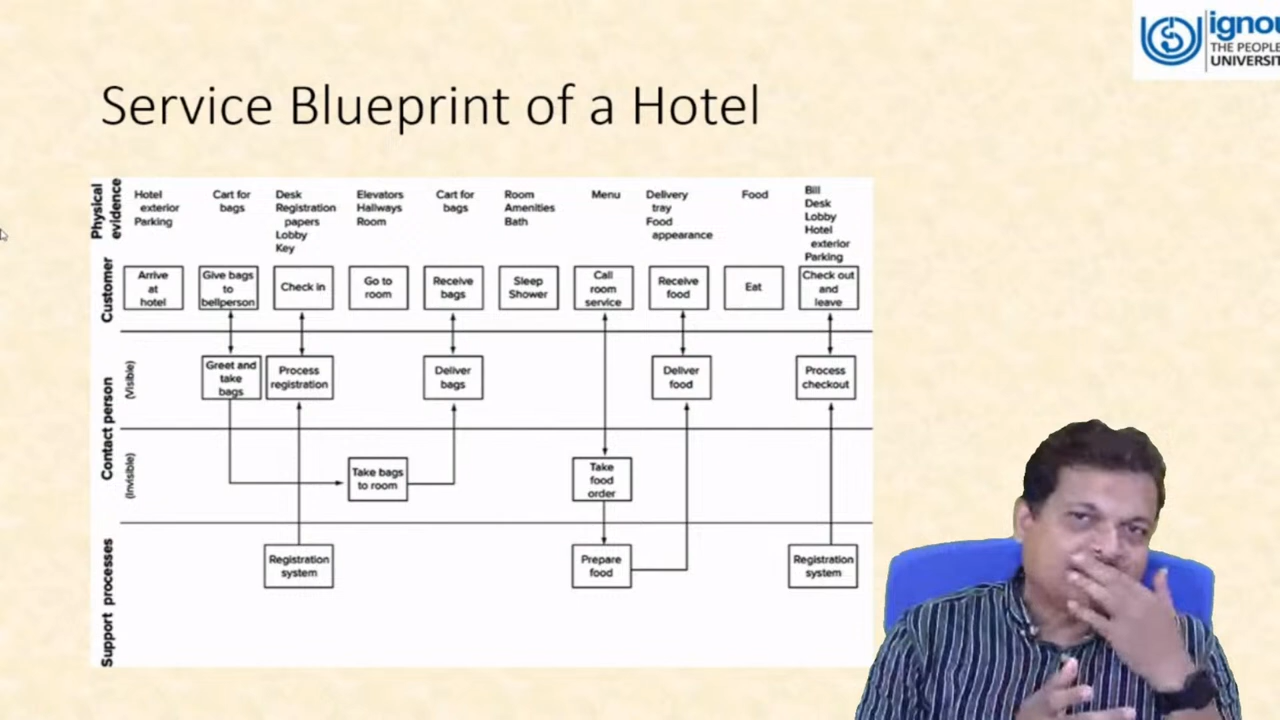 ignou
THE PEOPLE
UNIVERSIT
Service Blueprint of a Hotel
Physical
evidence
Hotel
exterior
Parking
Cart for
bags
Desk
Registration
papers
Lobby
Key
Elevators
Hallways
Room
Cart for
bags
Room
Amenities
Bath
Menu
Delivery
tray
Food
appearance
Food
Bill
Desk
Lobby
Hotel
exterior
Parking
Customer
Arrive
at
hotel
Give bags
to
bellperson
Check in
Go to
room
Receive
bags
Sleep
Shower
Call
room
service
Receive
food
Eat
Check out
and
leave
Contact person
(Visible)
Greet and
take
bags
Process
registration
Deliver
bags
Deliver
food
Process
checkout
(Invisible)
Take bags
to room
Take
food
order
Support processes
Registration
system
Prepare
food
Registration
system